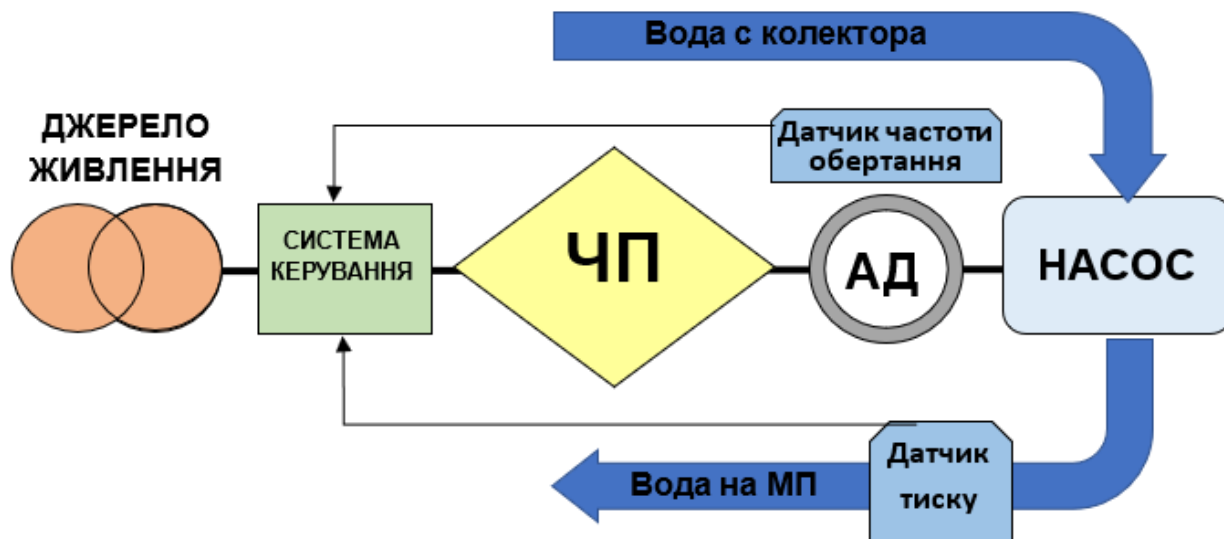 Вода с колектора
ДЖЕРЕЛО
ЖИВЛЕННЯ
Датчик частоти
обертання
СИСТЕМА
КЕРУВАННЯ
ЧП
АД
НАСОС
Датчик
тиску
Вода на МП